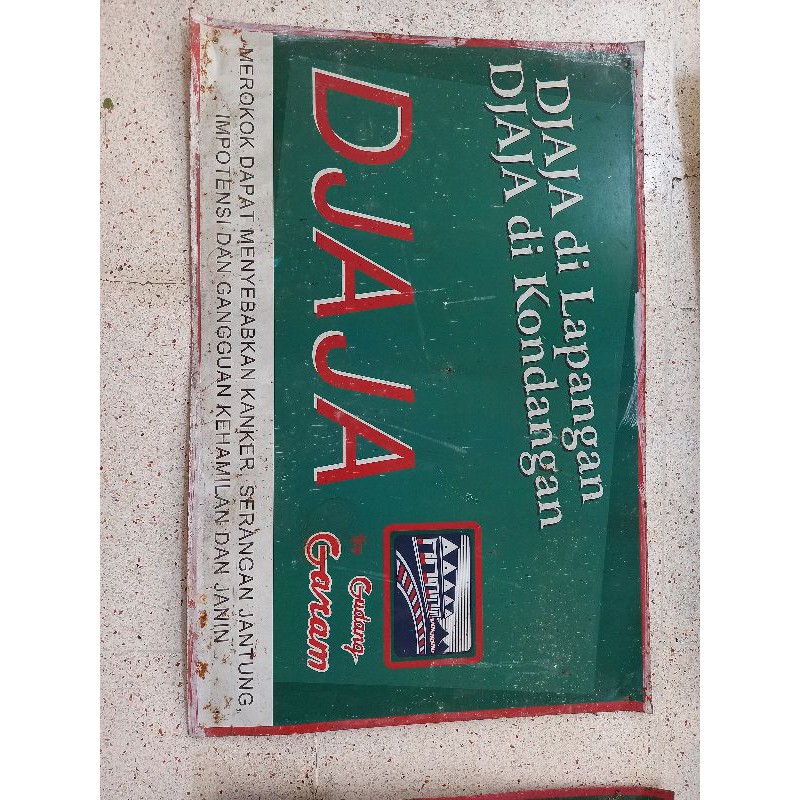 DJAJA di Lapangan
DJAJA di Kondangan
DJAJA
PT Gudang
Garam
MEROKOK DAPAT MENYEBABKAN KANKER, SERANGAN JANTUNG,
IMPOTENSI DAN GANGGUAN KEHAMILAN DAN JANIN